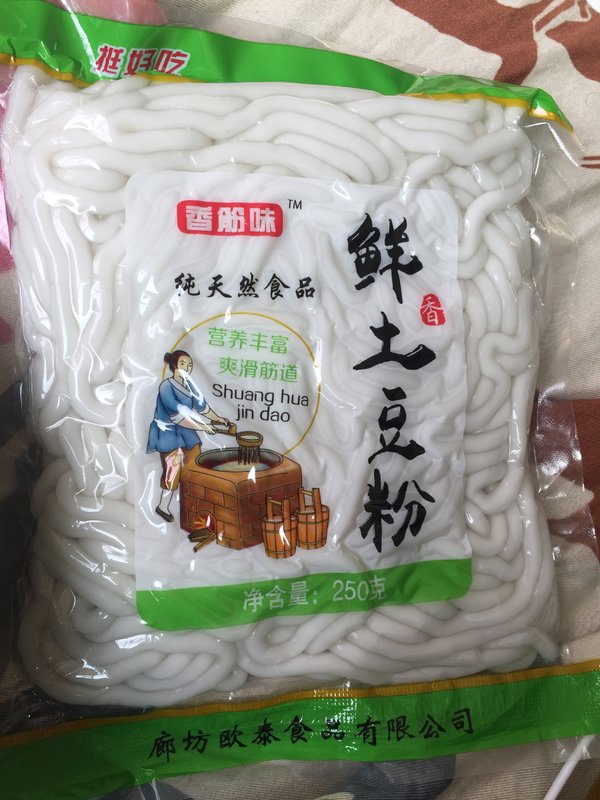 挺好吃
香筋味™
纯天然食品
营养丰富
爽滑筋道
Shuang hua
jin dao
鲜土豆粉
香
净含量：250克
廊坊欧泰食品有限公司